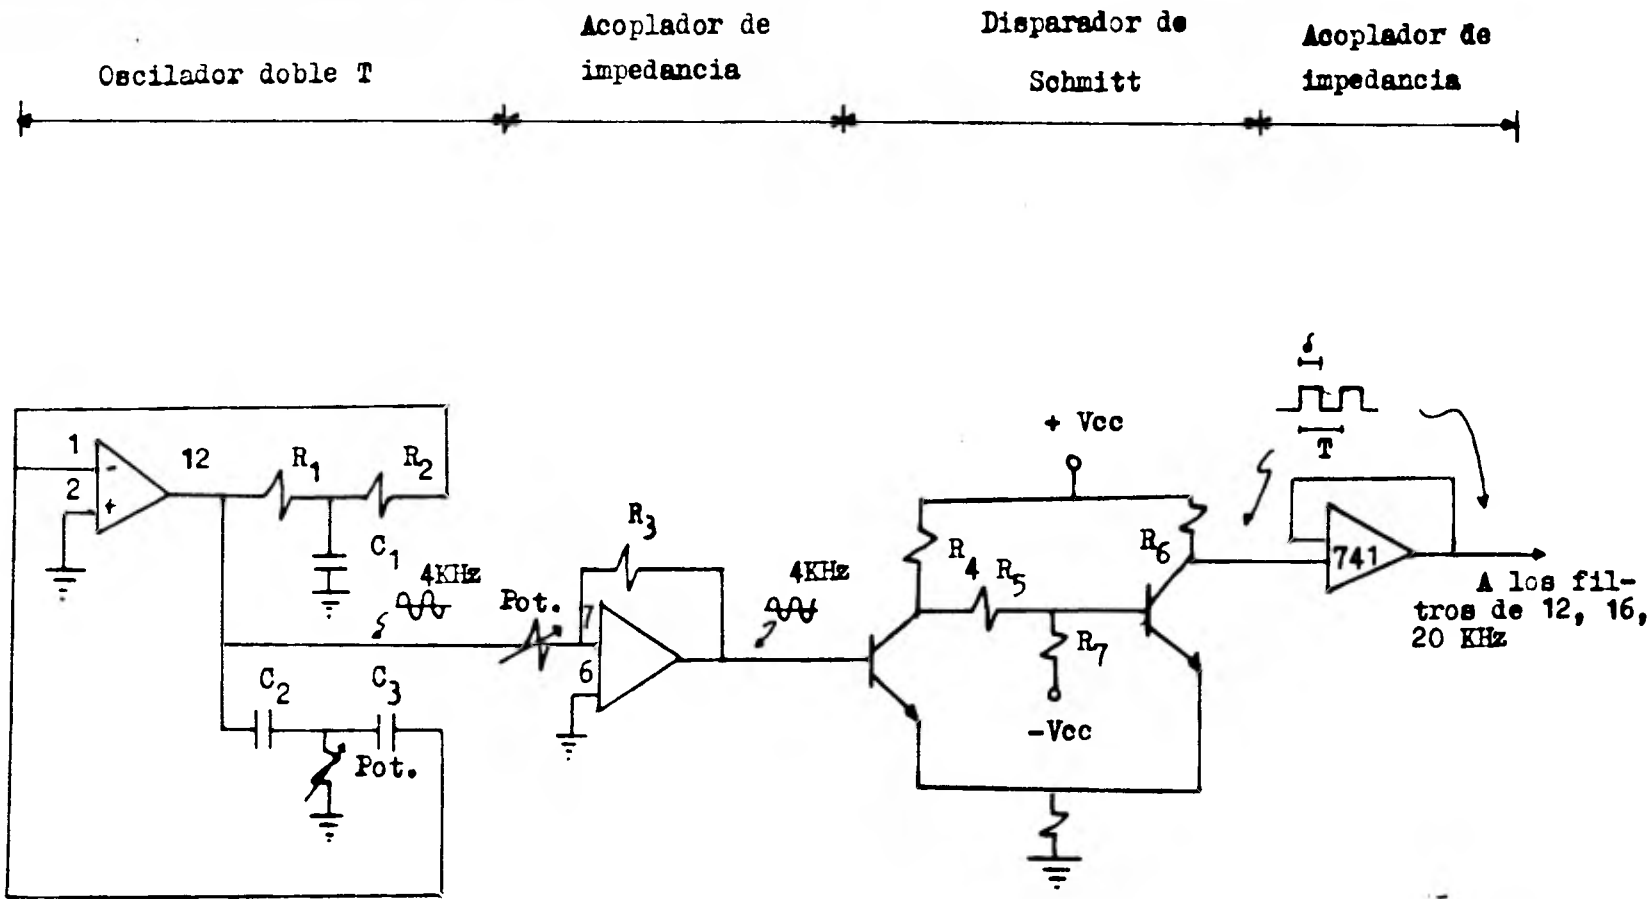 Oscilador doble T
Acoplador de
impedancia
Disparador de
Schmitt
Acoplador de
impedancia
1
2
-
+
12
R1
R2
C1
4KHz
Pot.
C2
C3
Pot.
R3
7
6
4KHz
+ Vcc
R4
R5
R6
R7
-Vcc
δ
T
741
A los fil-
tros de 12, 16,
20 KHz